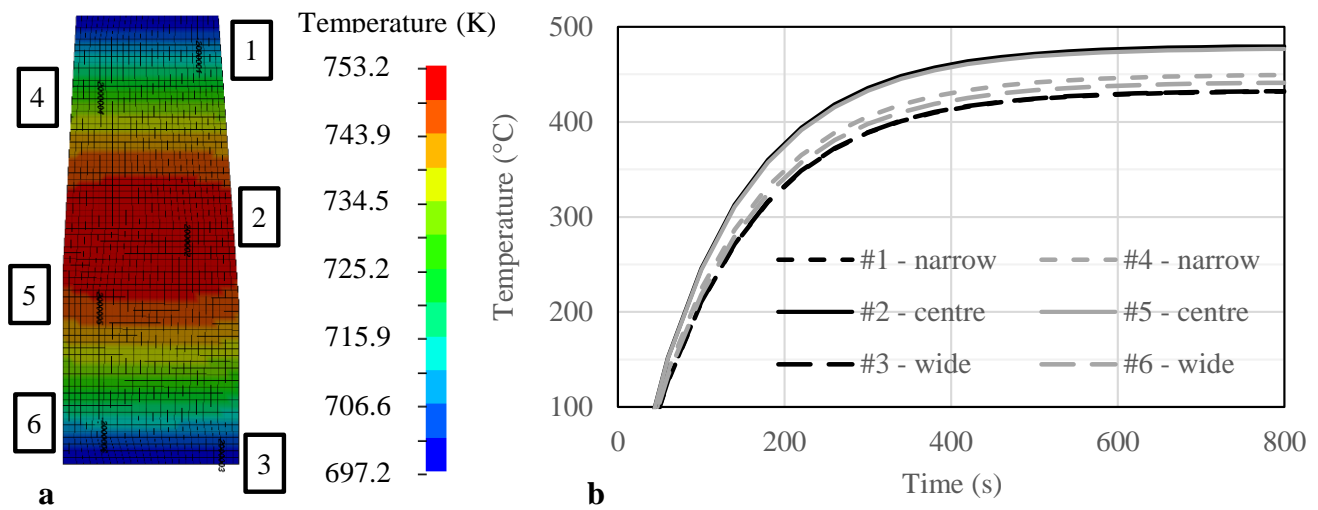 Temperature (K)
753.2
743.9
734.5
725.2
715.9
706.6
697.2
1
4
2
5
6
3
a
Temperature (°C)
500
400
300
200
100
0
200
400
600
800
Time (s)
#1 - narrow
#4 - narrow
#2 - centre
#5 - centre
#3 - wide
#6 - wide
b